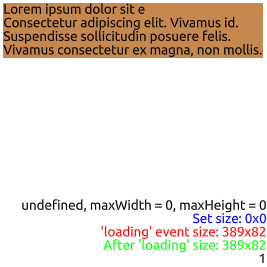 Lorem ipsum dolor sit e
Consectetur adipiscing elit. Vivamus id.
Suspendisse sollicitudin posuere felis.
Vivamus consectetur ex magna, non mollis.
undefined, maxWidth = 0, maxHeight = 0
Set size: 0x0
'loading' event size: 389x82
After 'loading' size: 389x82
1